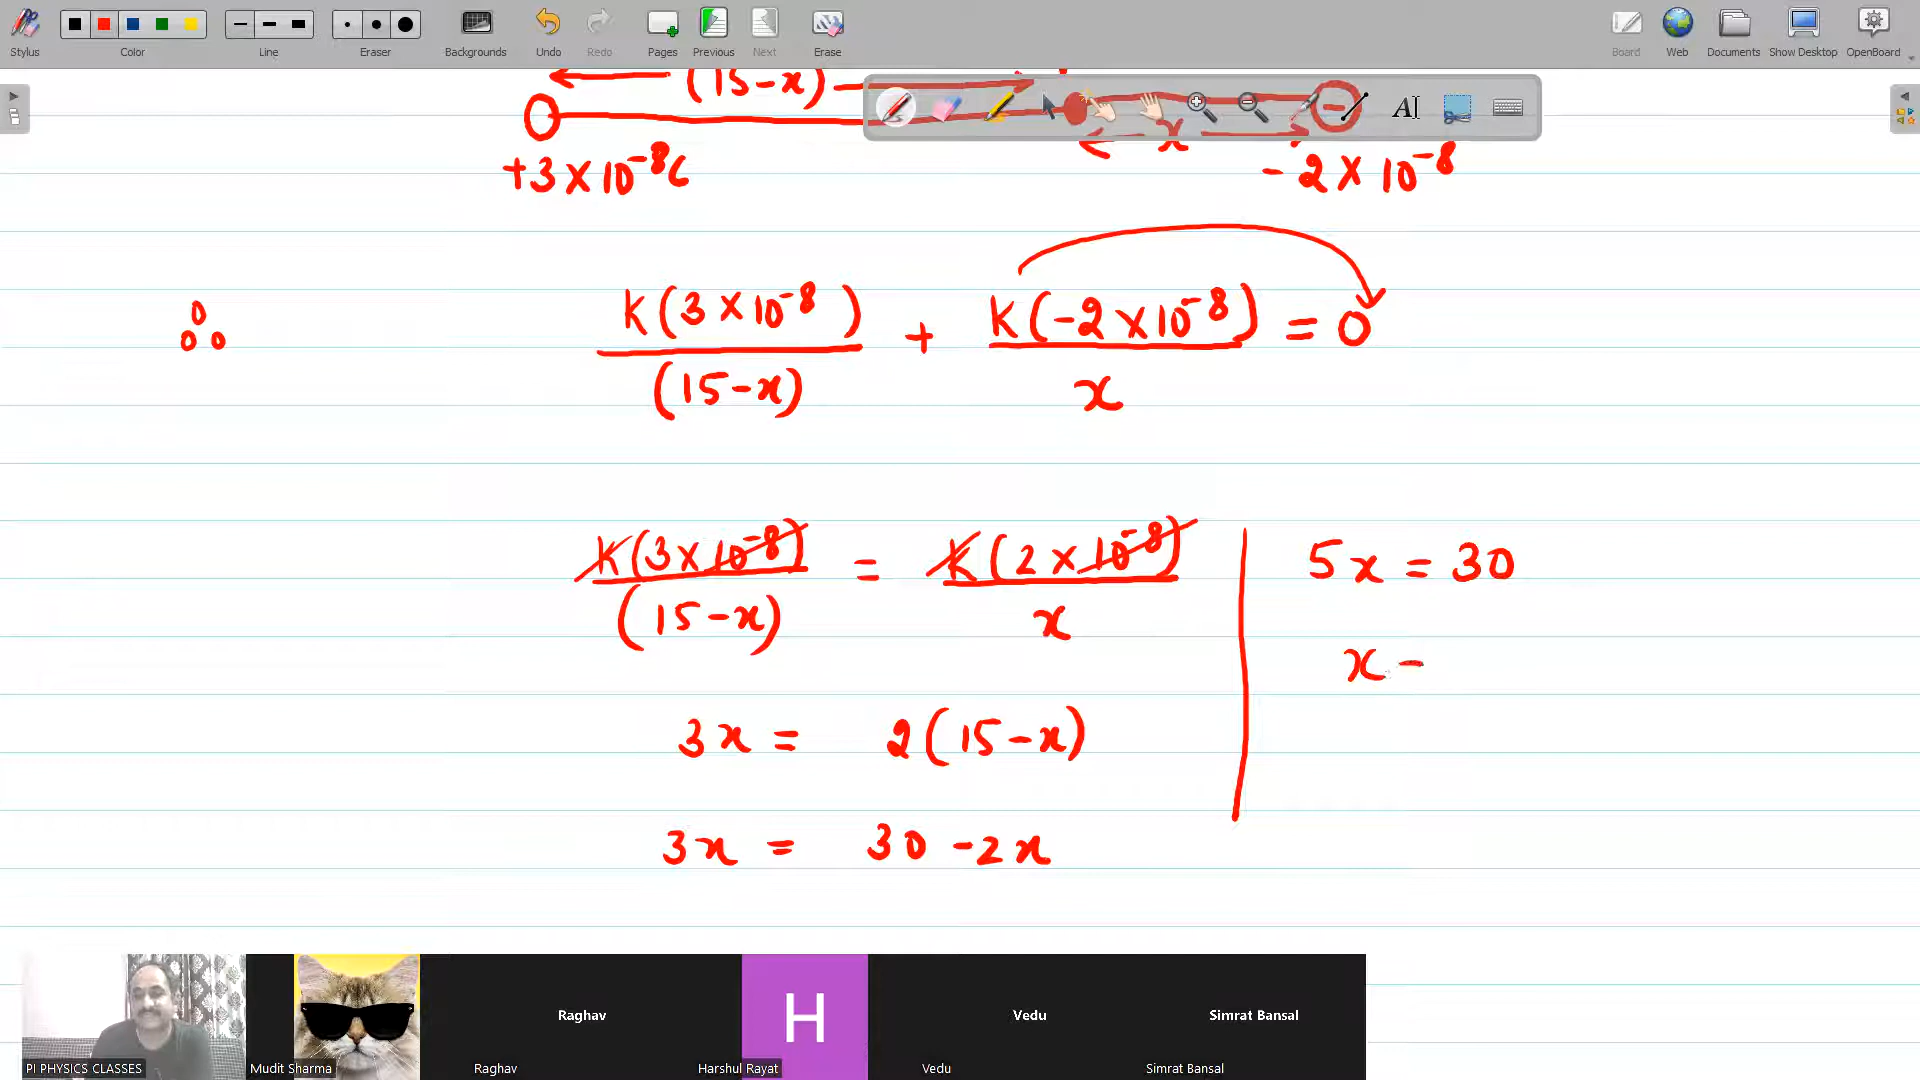 Stylus Color Line Eraser Backgrounds Undo Redo Pages Previous Next Erase Board Web Documents Show Desktop OpenBoard
(15-x)
x
+3×10⁻⁸C
-2×10⁻⁸
K(3×10⁻⁸)/(15-x) + K(-2×10⁻⁸)/x = 0
K(3×10⁻⁸)/(15-x) = K(2×10⁻⁸)/x
3x = 2(15-x)
3x = 30-2x
5x = 30
x -
H
Raghav
Vedu
Simrat Bansal
PI PHYSICS CLASSES
Mudit Sharma
Raghav
Harshul Rayat
Vedu
Simrat Bansal